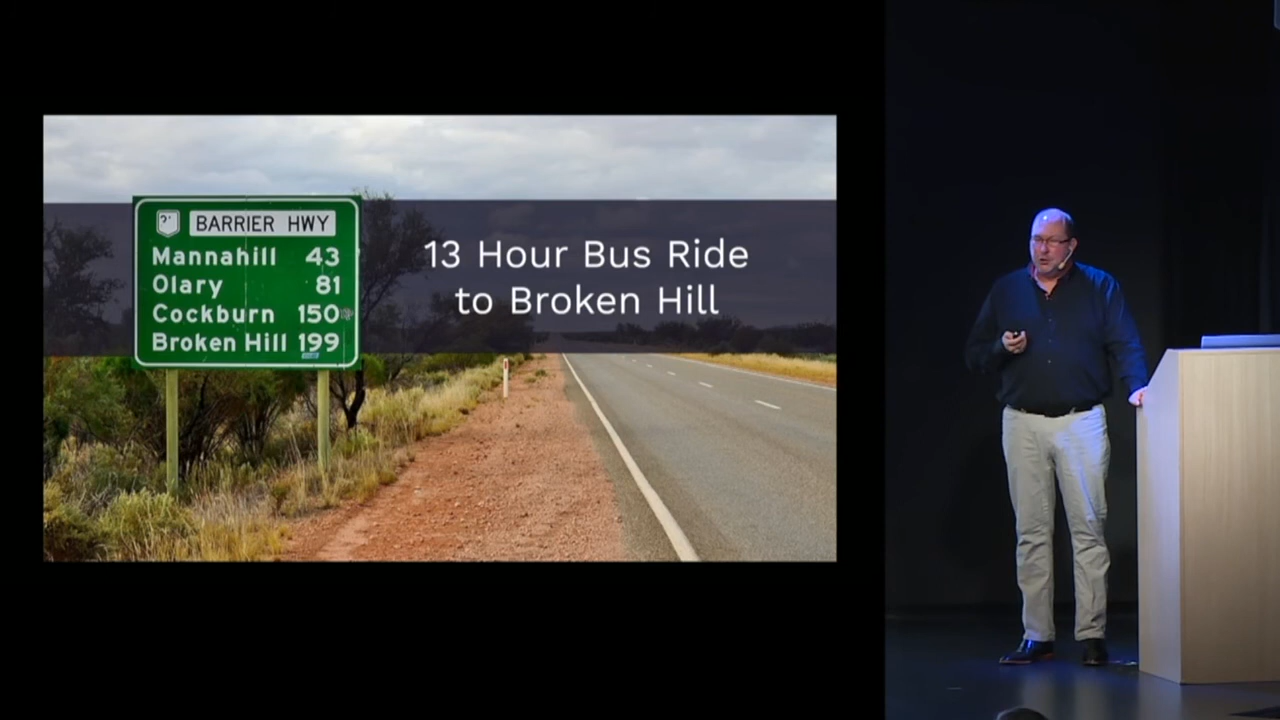 BARRIER HWY
Mannahill 43
Olary 81
Cockburn 150
Broken Hill 199
13 Hour Bus Ride
to Broken Hill